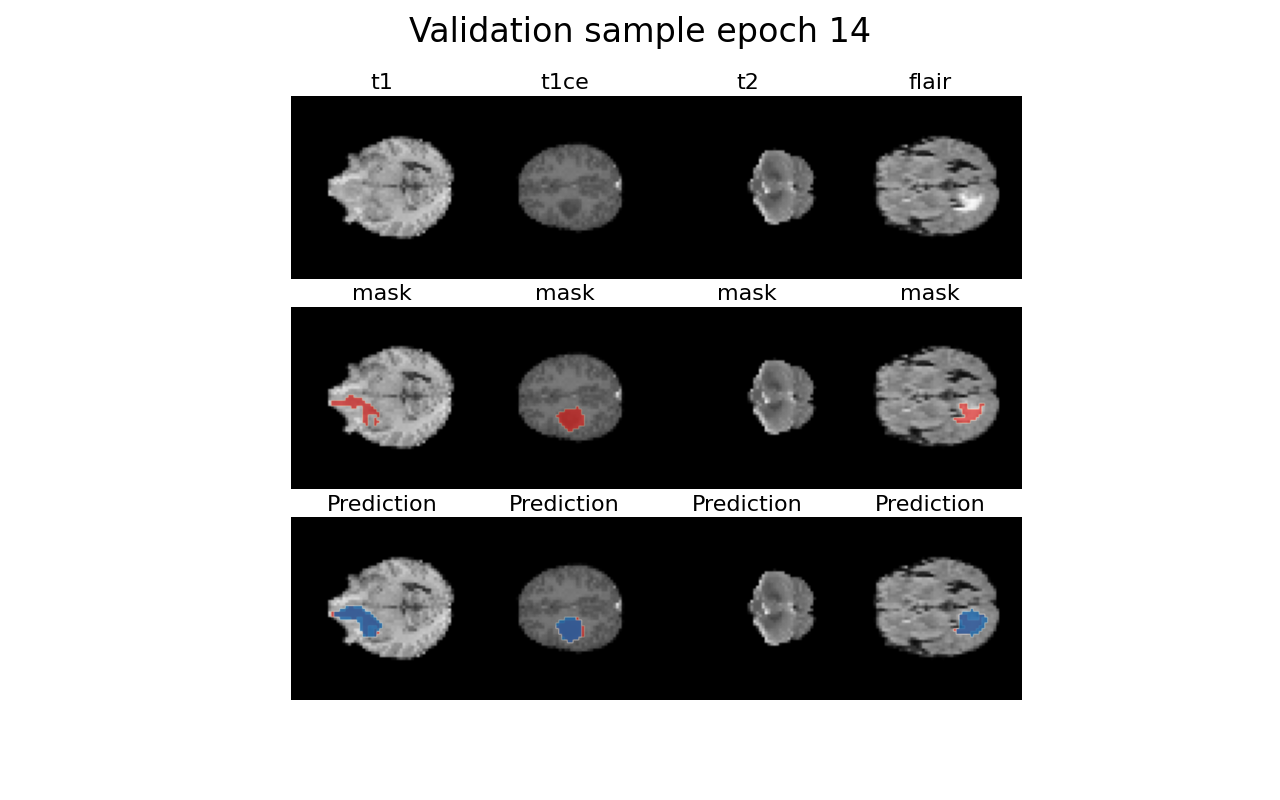 Validation sample epoch 14
t1 t1ce t2 flair
mask mask mask mask
Prediction Prediction Prediction Prediction